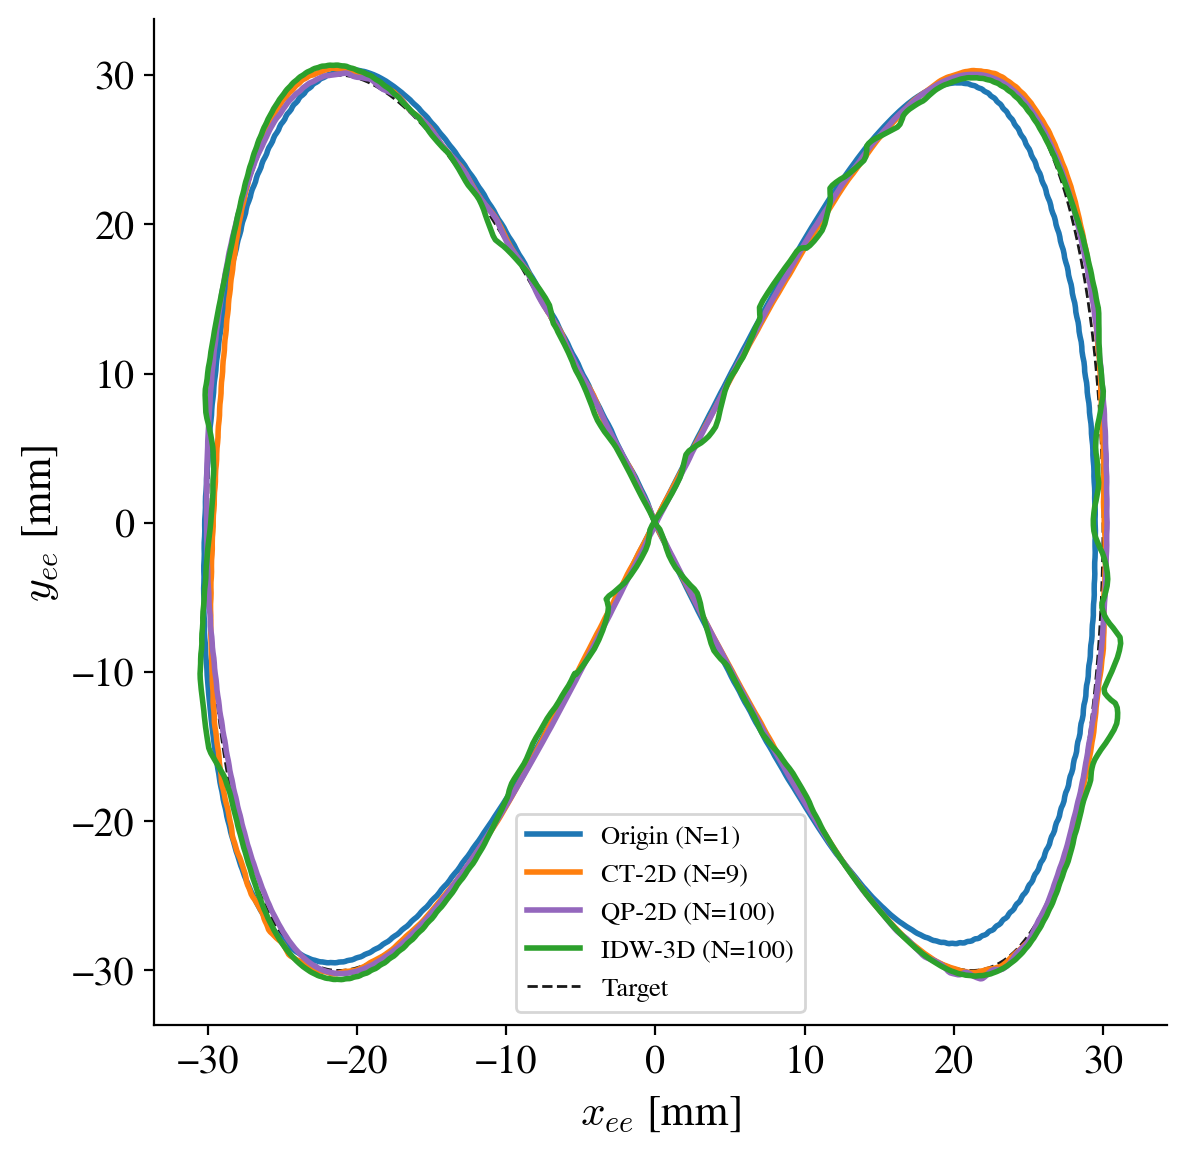 30
20
10
0
−10
−20
−30
y_ee [mm]
Origin (N=1)
CT-2D (N=9)
QP-2D (N=100)
IDW-3D (N=100)
Target
−30 −20 −10 0 10 20 30
x_ee [mm]